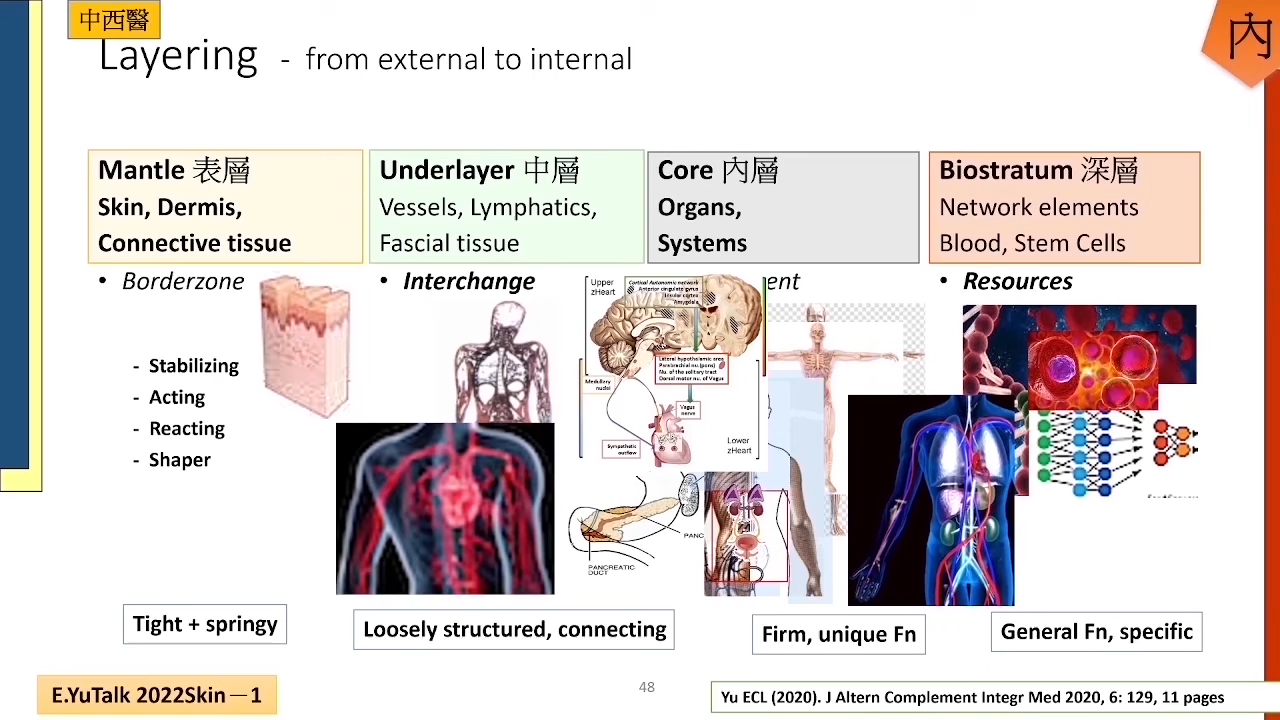 中西醫
Layering - from external to internal
內
Mantle 表層
Skin, Dermis,
Connective tissue
Underlayer 中層
Vessels, Lymphatics,
Fascial tissue
Core 內層
Organs,
Systems
Biostratum 深層
Network elements
Blood, Stem Cells
• Borderzone
- Stabilizing
- Acting
- Reacting
- Shaper
• Interchange
ent
• Resources
Upper
zHeart
Cortical Autonomic network
Anterior cingulate gyrus
Insular cortex
Amygdala
Lateral hypothalamic area
Parabrachial nu.(pons)
Nu. of the solitary tract
Dorsal motor nu. of Vagus
Medullary
nuclei
Vagus
nerve
Sympathetic
outflow
Lower
zHeart
PANC
PANCREATIC
DUCT
Tight + springy
Loosely structured, connecting
Firm, unique Fn
General Fn, specific
E.YuTalk 2022Skin－1
48
Yu ECL (2020). J Altern Complement Integr Med 2020, 6: 129, 11 pages